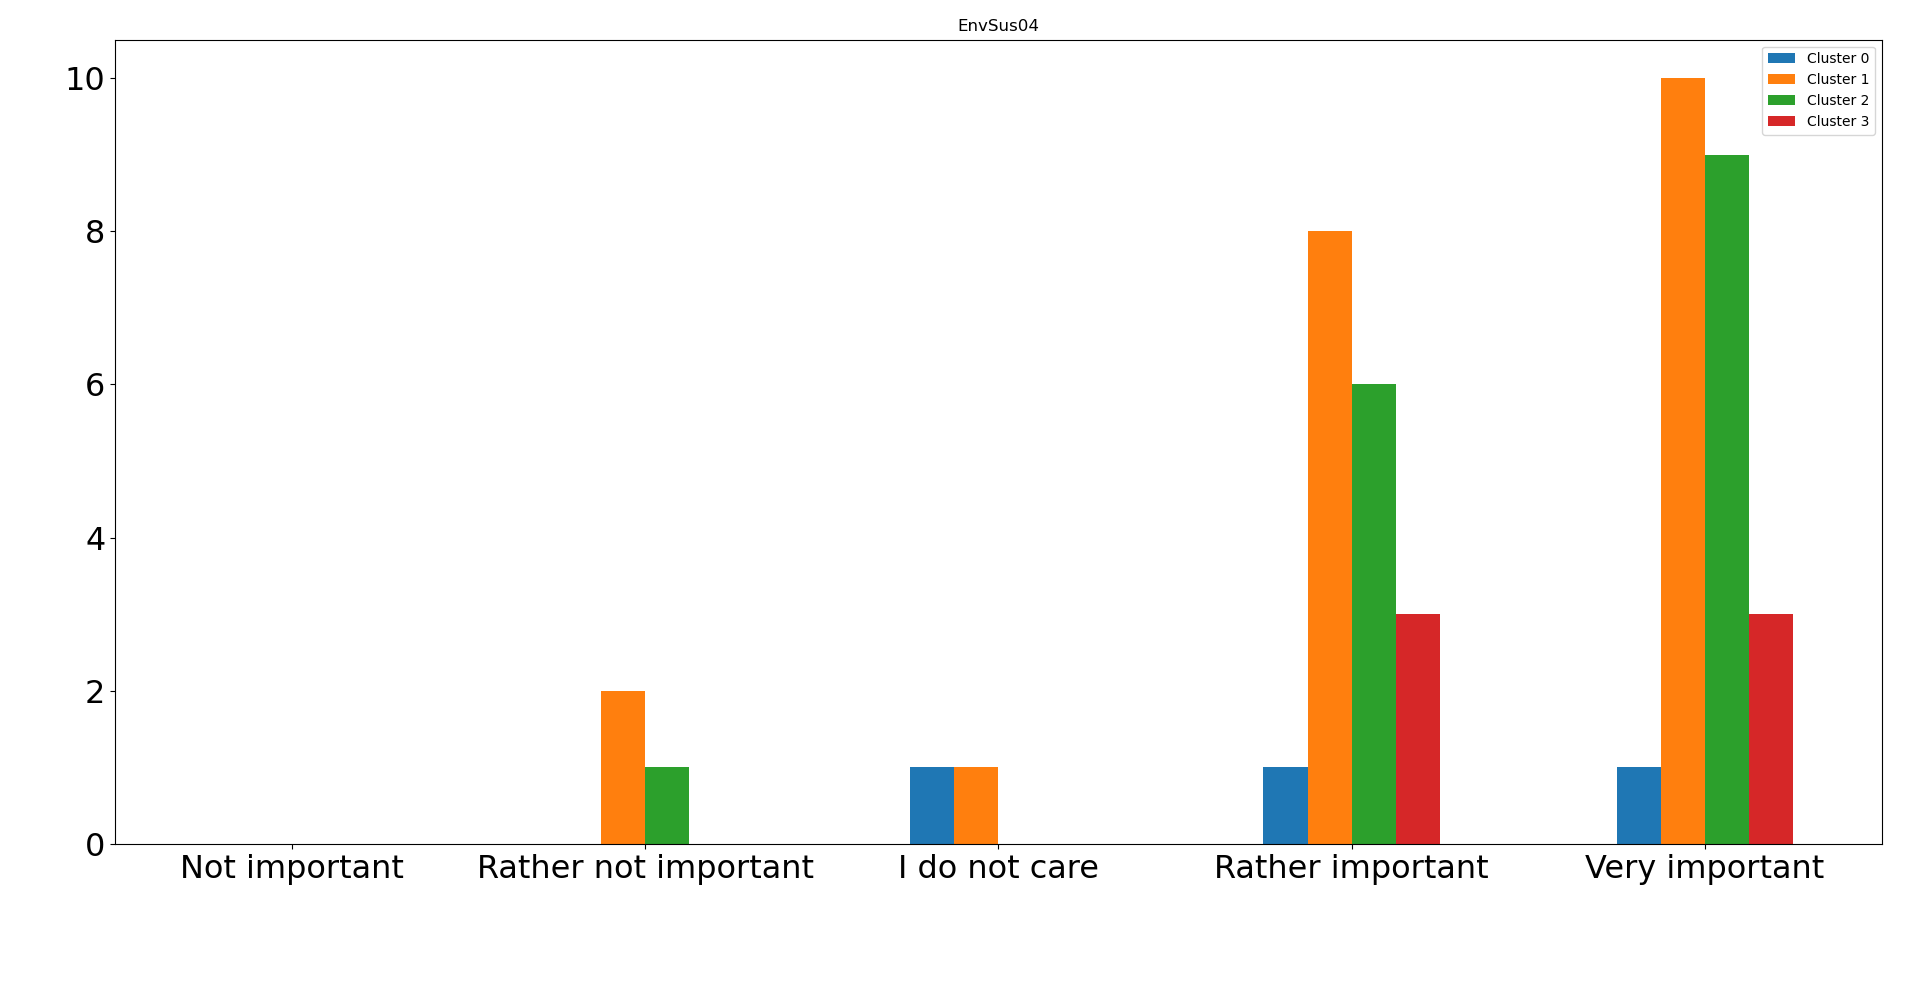 EnvSus04
Cluster 0
Cluster 1
Cluster 2
Cluster 3
10
8
6
4
2
0
Not important
Rather not important
I do not care
Rather important
Very important